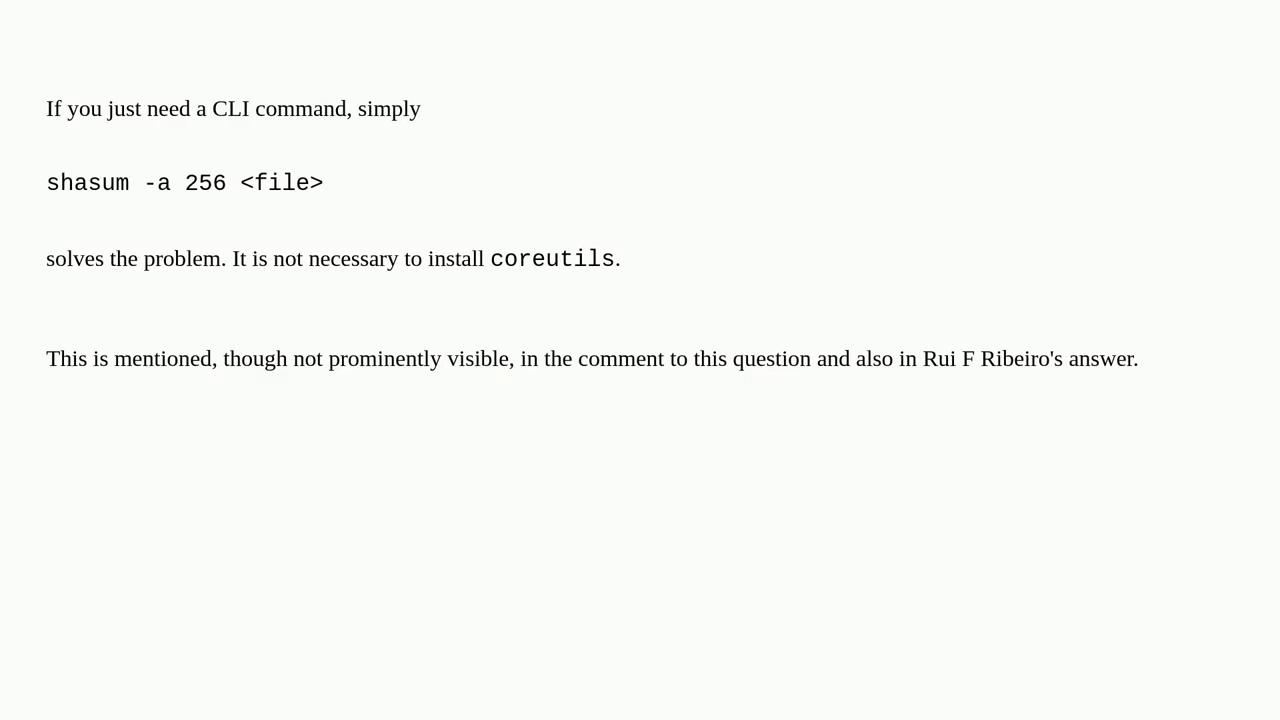 If you just need a CLI command, simply
shasum -a 256 <file>
solves the problem. It is not necessary to install coreutils.
This is mentioned, though not prominently visible, in the comment to this question and also in Rui F Ribeiro's answer.